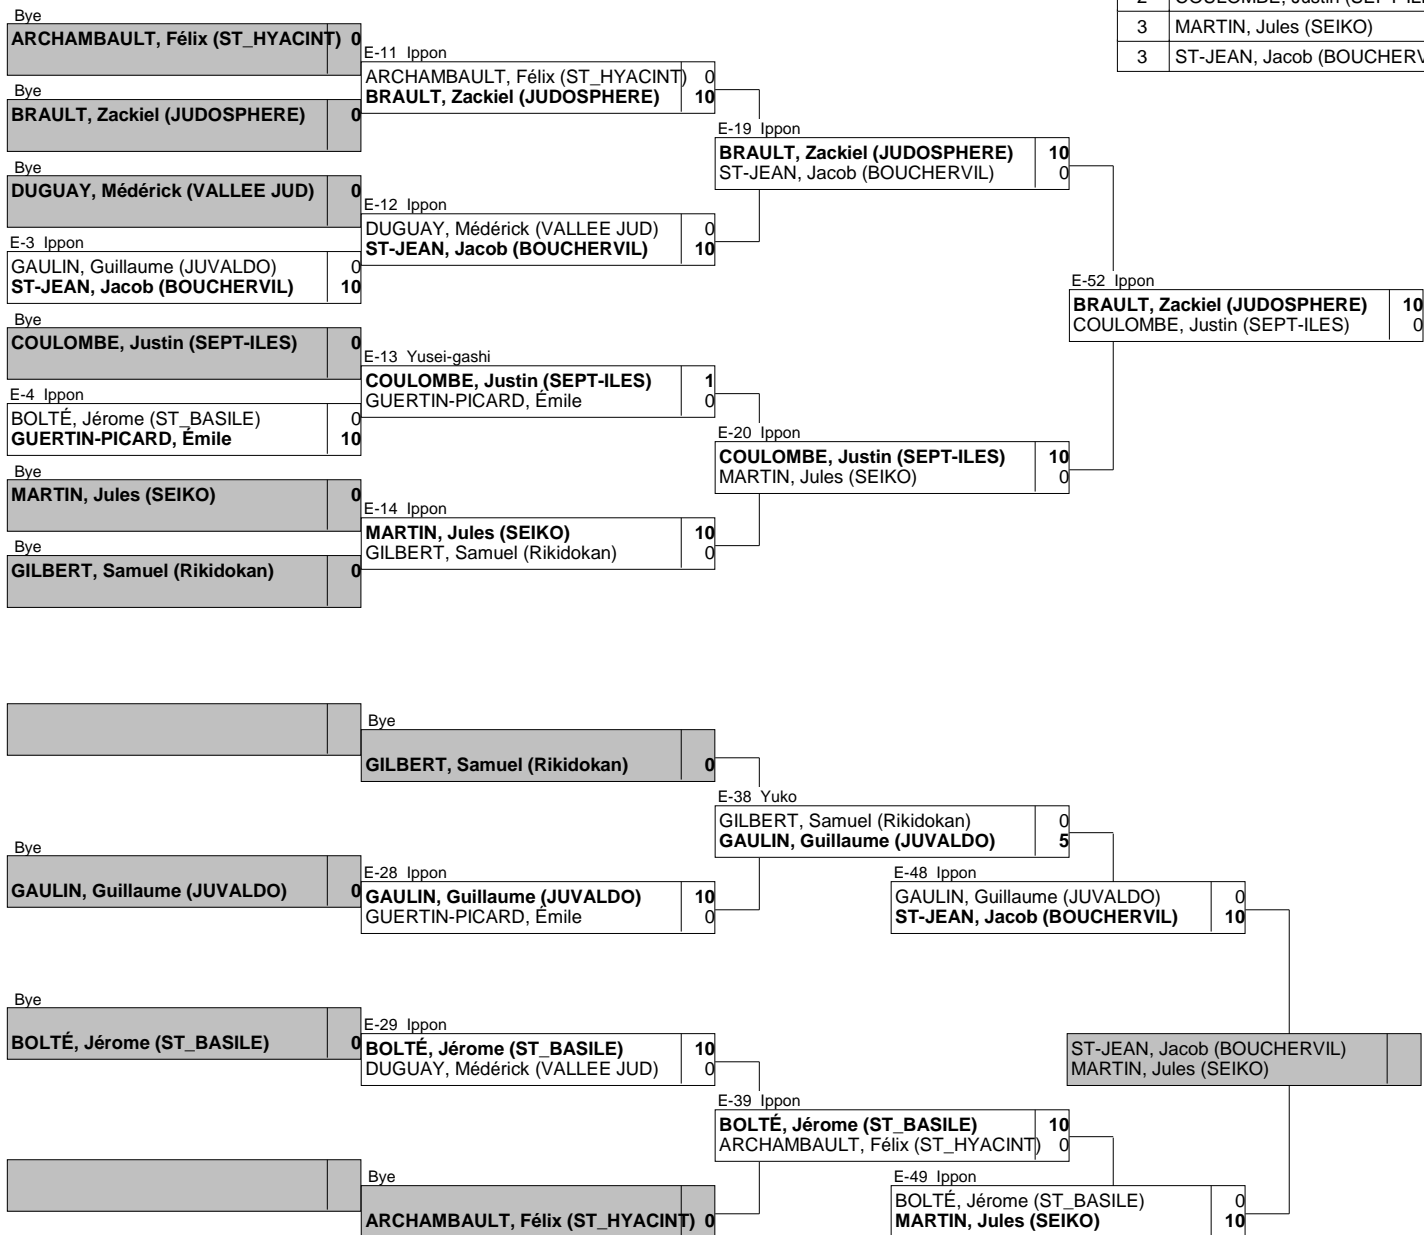 3 MARTIN, Jules (SEIKO)
3 ST-JEAN, Jacob
Bye
ARCHAMBAULT, Félix (ST_HYACINT) 0
Bye
BRAULT, Zackiel (JUDOSPHERE) 0
Bye
DUGUAY, Médérick (VALLEE JUD) 0
E-3 Ippon
GAULIN, Guillaume (JUVALDO) 0
ST-JEAN, Jacob (BOUCHERVIL) 10
Bye
COULOMBE, Justin (SEPT-ILES) 0
E-4 Ippon
BOLTÉ, Jérome (ST_BASILE) 0
GUERTIN-PICARD, Émile 10
Bye
MARTIN, Jules (SEIKO) 0
Bye
GILBERT, Samuel (Rikidokan) 0
E-11 Ippon
ARCHAMBAULT, Félix (ST_HYACINT) 0
BRAULT, Zackiel (JUDOSPHERE) 10
E-12 Ippon
DUGUAY, Médérick (VALLEE JUD) 0
ST-JEAN, Jacob (BOUCHERVIL) 10
E-13 Yusei-gashi
COULOMBE, Justin (SEPT-ILES) 1
GUERTIN-PICARD, Émile 0
E-14 Ippon
MARTIN, Jules (SEIKO) 10
GILBERT, Samuel (Rikidokan) 0
E-19 Ippon
BRAULT, Zackiel (JUDOSPHERE) 10
ST-JEAN, Jacob (BOUCHERVIL) 0
E-20 Ippon
COULOMBE, Justin (SEPT-ILES) 10
MARTIN, Jules (SEIKO) 0
E-52 Ippon
BRAULT, Zackiel (JUDOSPHERE) 10
COULOMBE, Justin (SEPT-ILES) 0
Bye
GILBERT, Samuel (Rikidokan) 0
Bye
GAULIN, Guillaume (JUVALDO) 0
E-28 Ippon
GAULIN, Guillaume (JUVALDO) 10
GUERTIN-PICARD, Émile 0
E-38 Yuko
GILBERT, Samuel (Rikidokan) 0
GAULIN, Guillaume (JUVALDO) 5
E-48 Ippon
GAULIN, Guillaume (JUVALDO) 0
ST-JEAN, Jacob (BOUCHERVIL) 10
Bye
BOLTÉ, Jérome (ST_BASILE) 0
E-29 Ippon
BOLTÉ, Jérome (ST_BASILE) 10
DUGUAY, Médérick (VALLEE JUD) 0
Bye
ARCHAMBAULT, Félix (ST_HYACINT) 0
E-39 Ippon
BOLTÉ, Jérome (ST_BASILE) 10
ARCHAMBAULT, Félix (ST_HYACINT) 0
E-49 Ippon
BOLTÉ, Jérome (ST_BASILE) 0
MARTIN, Jules (SEIKO) 10
ST-JEAN, Jacob (BOUCHERVIL)
MARTIN, Jules (SEIKO)